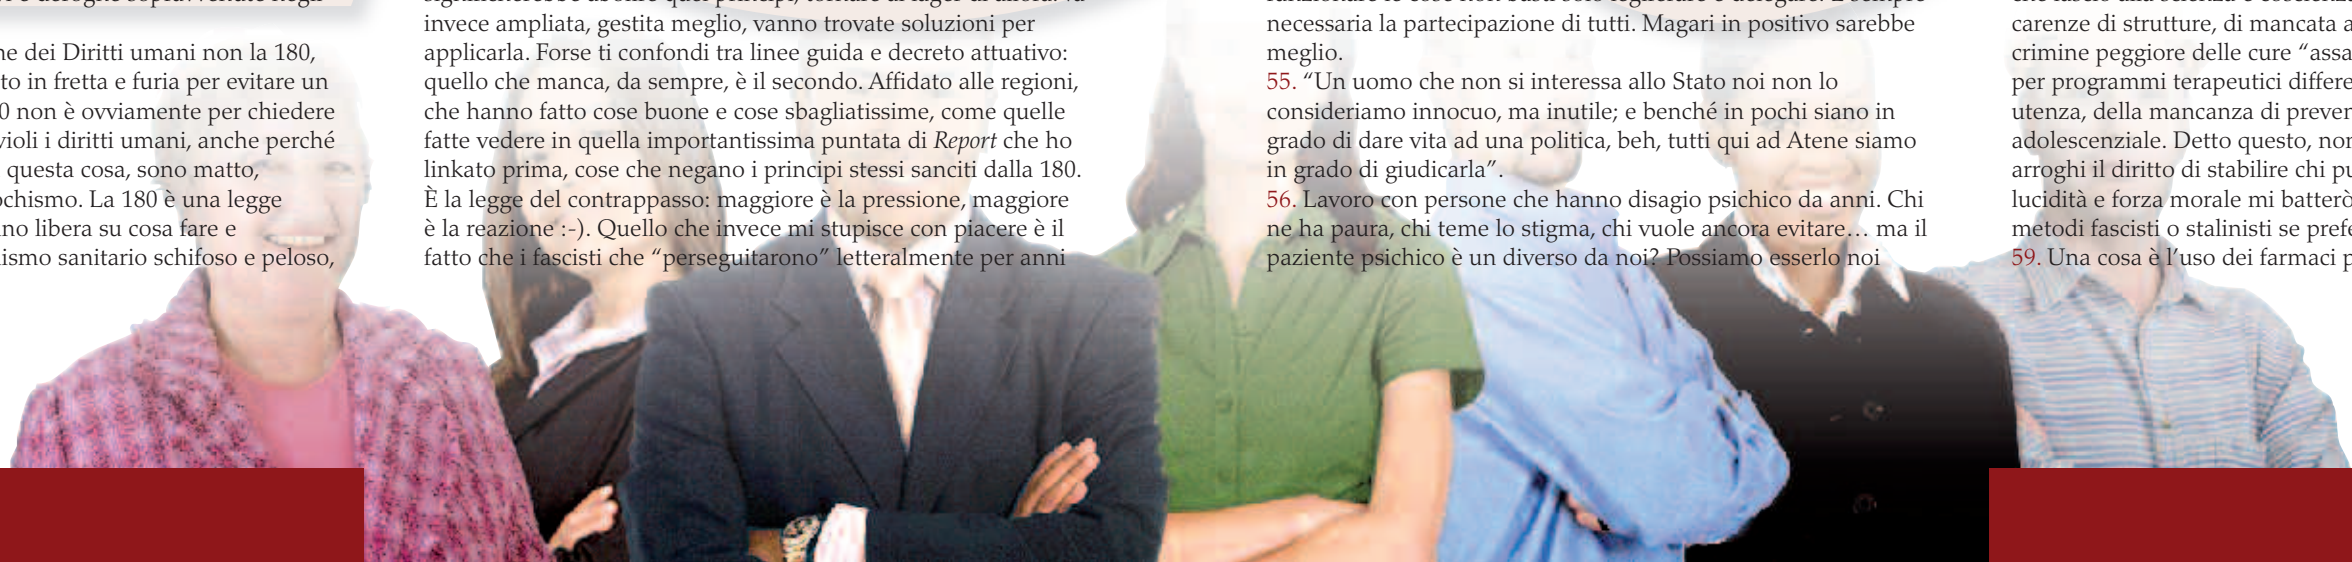 ne dei Diritti umani non la 180,
to in fretta e furia per evitare un
0 non è ovviamente per chiedere
violi i diritti umani, anche perché
questa cosa, sono matto,
ochismo. La 180 è una legge
no libera su cosa fare e
ismo sanitario schifoso e peloso,
invece ampliata, gestita meglio, vanno trovate soluzioni per
applicarla. Forse ti confondi tra linee guida e decreto attuativo:
quello che manca, da sempre, è il secondo. Affidato alle regioni,
che hanno fatto cose buone e cose sbagliatissime, come quelle
fatte vedere in quella importantissima puntata di Report che ho
linkato prima, cose che negano i principi stessi sanciti dalla 180.
È la legge del contrappasso: maggiore è la pressione, maggiore
è la reazione :-). Quello che invece mi stupisce con piacere è il
fatto che i fascisti che “perseguitarono” letteralmente per anni
necessaria la partecipazione di tutti. Magari in positivo sarebbe
meglio.
55. “Un uomo che non si interessa allo Stato noi non lo
consideriamo innocuo, ma inutile; e benché in pochi siano in
grado di dare vita ad una politica, beh, tutti qui ad Atene siamo
in grado di giudicarla”.
56. Lavoro con persone che hanno disagio psichico da anni. Chi
ne ha paura, chi teme lo stigma, chi vuole ancora evitare… ma il
paziente psichico è un diverso da noi? Possiamo esserlo noi
carenze di strutture, di mancata a
crimine peggiore delle cure “assa
per programmi terapeutici differe
utenza, della mancanza di preven
adolescenziale. Detto questo, non
arroghi il diritto di stabilire chi pu
lucidità e forza morale mi batterò
metodi fascisti o stalinisti se prefe
59. Una cosa è l’uso dei farmaci p